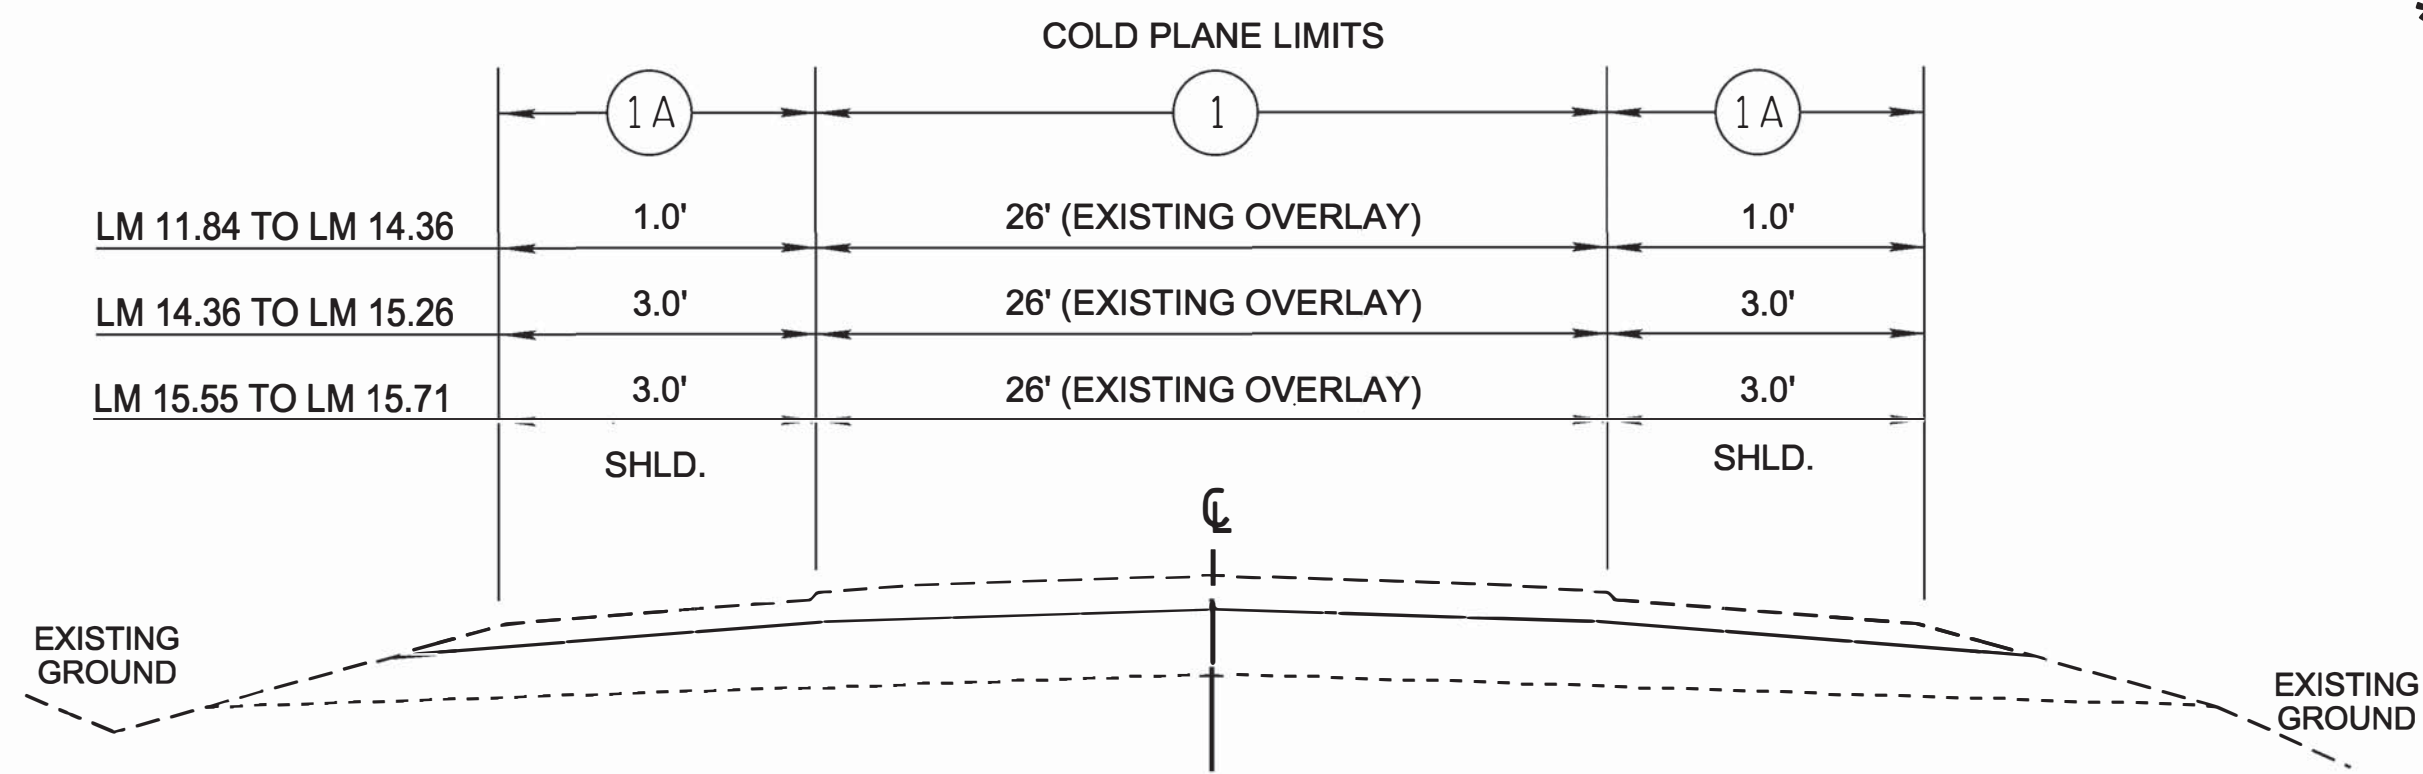 COLD PLANE LIMITS
1A 1 1A
LM 11.84 TO LM 14.36 1.0' 26' (EXISTING OVERLAY) 1.0'
LM 14.36 TO LM 15.26 3.0' 26' (EXISTING OVERLAY) 3.0'
LM 15.55 TO LM 15.71 3.0' 26' (EXISTING OVERLAY) 3.0'
SHLD. SHLD.
℄
EXISTING
GROUND
EXISTING
GROUND